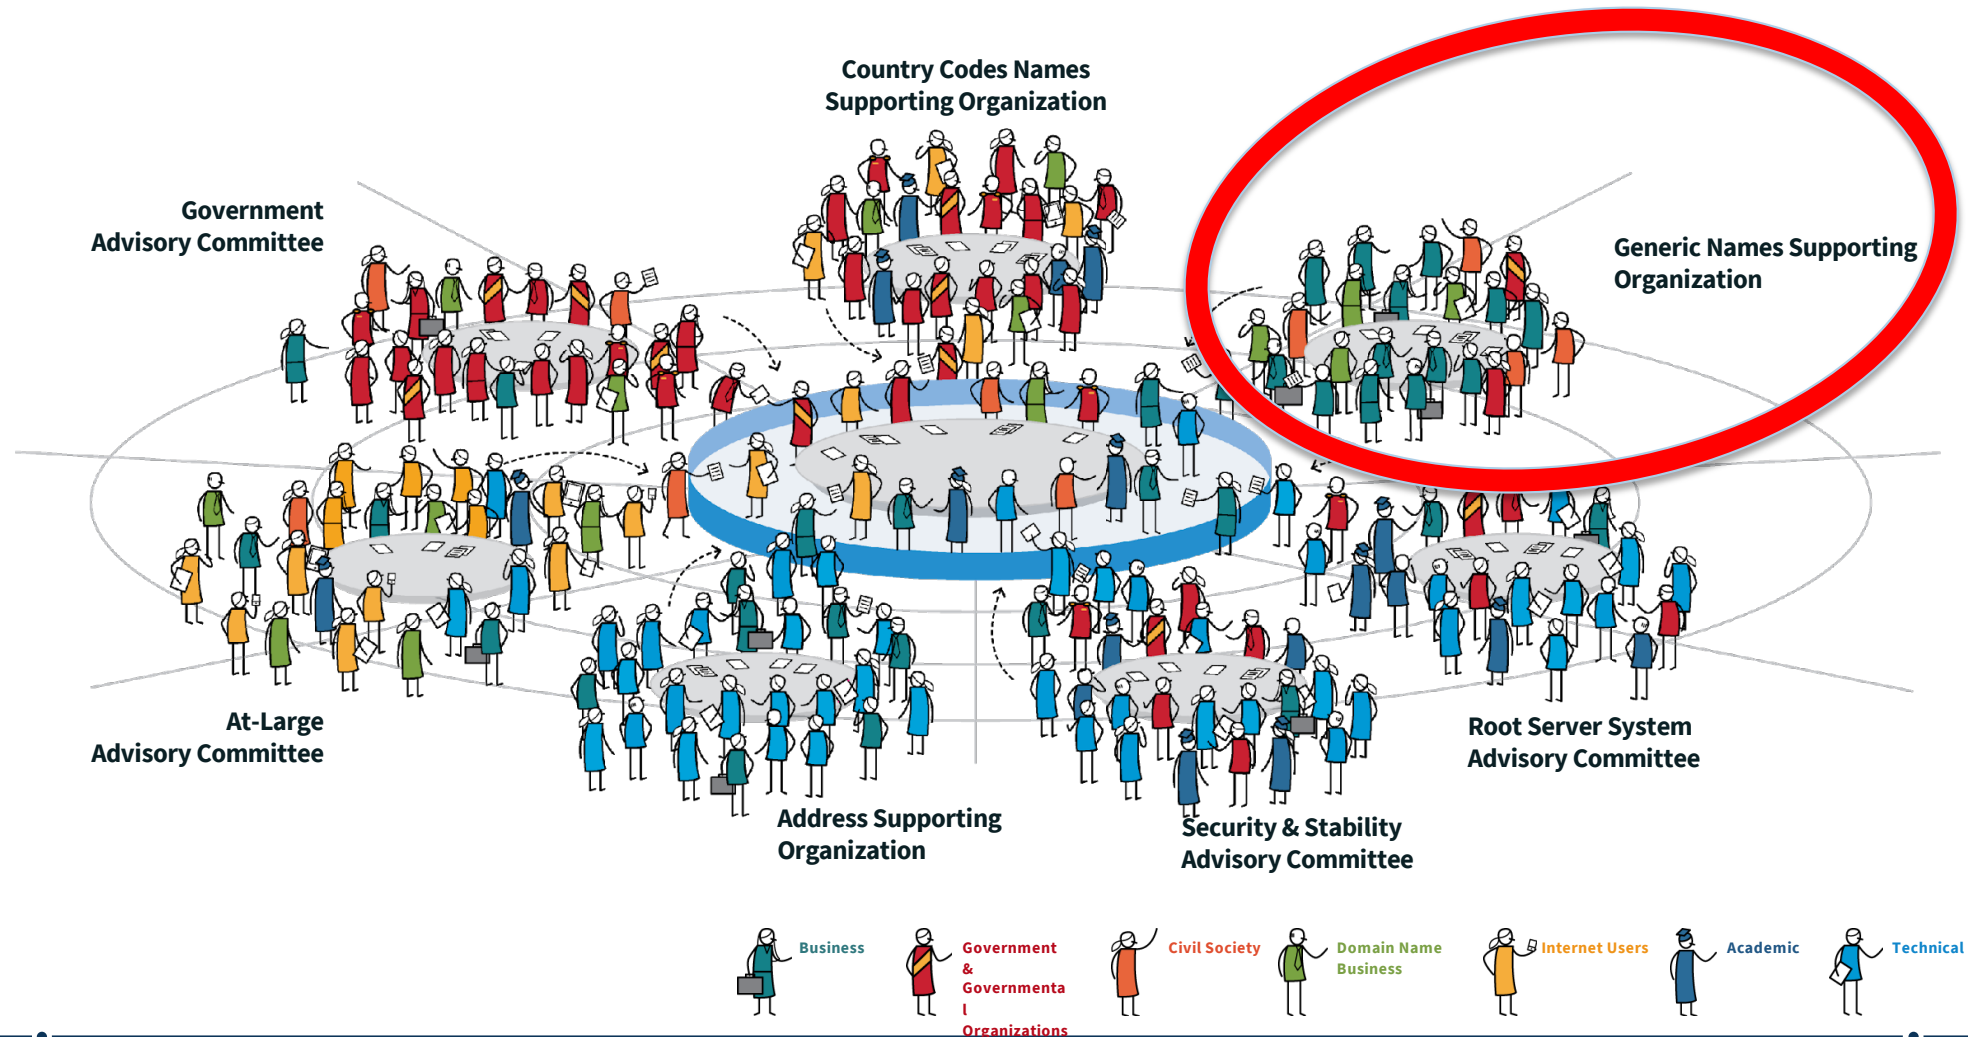 Country Codes Names
Supporting Organization
Government
Advisory Committee
Generic Names Supporting
Organization
At-Large
Advisory Committee
Root Server System
Advisory Committee
Address Supporting
Organization
Security & Stability
Advisory Committee
Business
Government
&
Governmenta
l
Organizations
Civil Society
Domain Name
Business
Internet Users
Academic
Technical